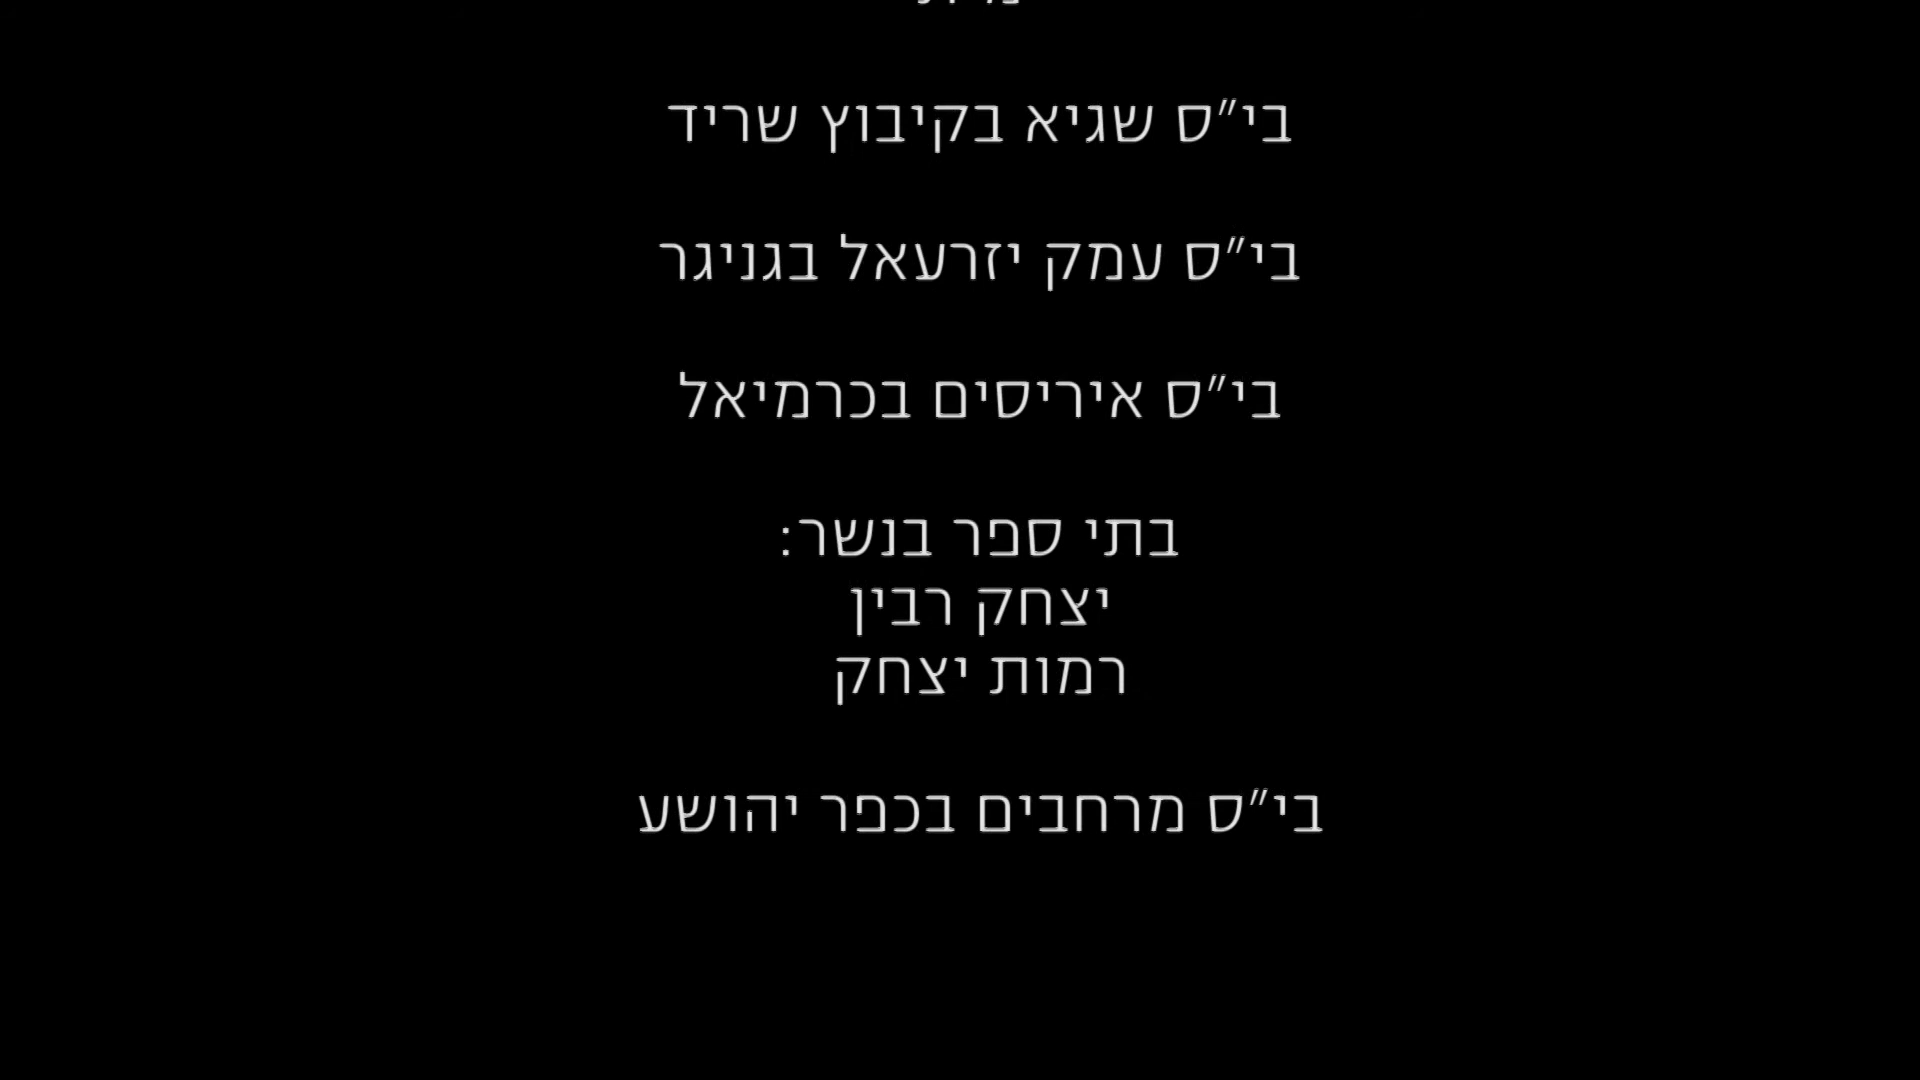 בי״ס שגיא בקיבוץ שריד
בי״ס עמק יזרעאל בגניגר
בי״ס איריסים בכרמיאל
בתי ספר בנשר:
יצחק רבין
רמות יצחק
בי״ס מרחבים בכפר יהושע